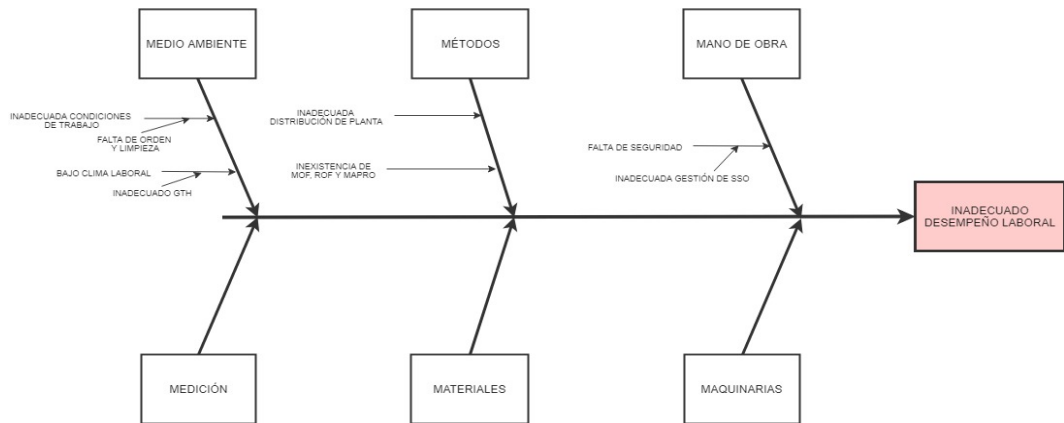 MEDIO AMBIENTE
MÉTODOS
MANO DE OBRA
INADECUADA CONDICIONES
DE TRABAJO
FALTA DE ORDEN
Y LIMPIEZA
BAJO CLIMA LABORAL
INADECUADO GTH
INADECUADA
DISTRIBUCIÓN DE PLANTA
INEXISTENCIA DE
MOF, ROF Y MAPRO
FALTA DE SEGURIDAD
INADECUADA GESTIÓN DE SSO
INADECUADO
DESEMPEÑO LABORAL
MEDICIÓN
MATERIALES
MAQUINARIAS